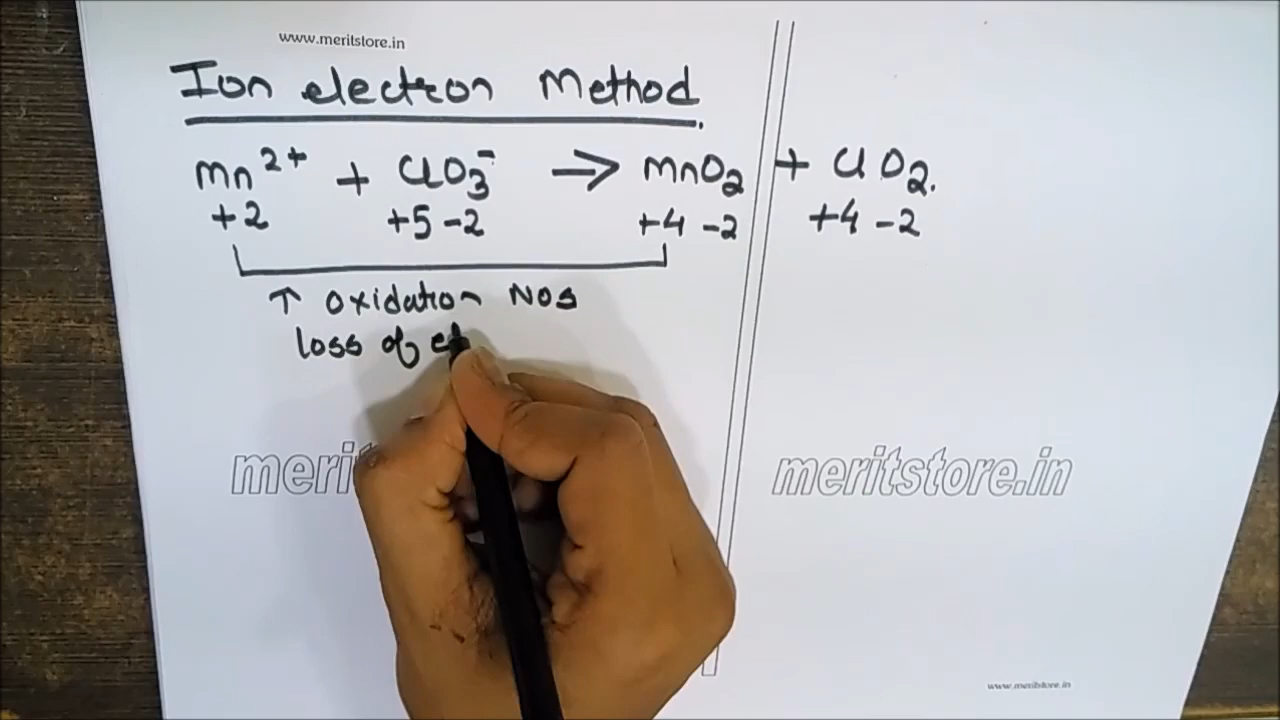 www.meritstore.in
Ion electron Method.
Mn²⁺ + ClO₃⁻ → MnO₂ + ClO₂.
+2 +5 -2 +4 -2 +4 -2
↑ oxidation Nos
loss of
meritstore.in
www.meritstore.in